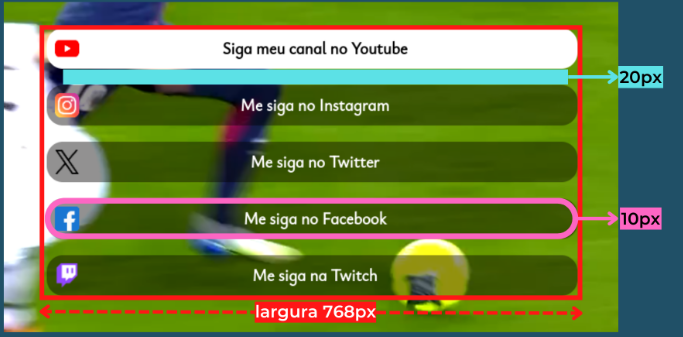 Siga meu canal no Youtube
20px
Me siga no Instagram
Me siga no Twitter
Me siga no Facebook
10px
Me siga na Twitch
largura 768px